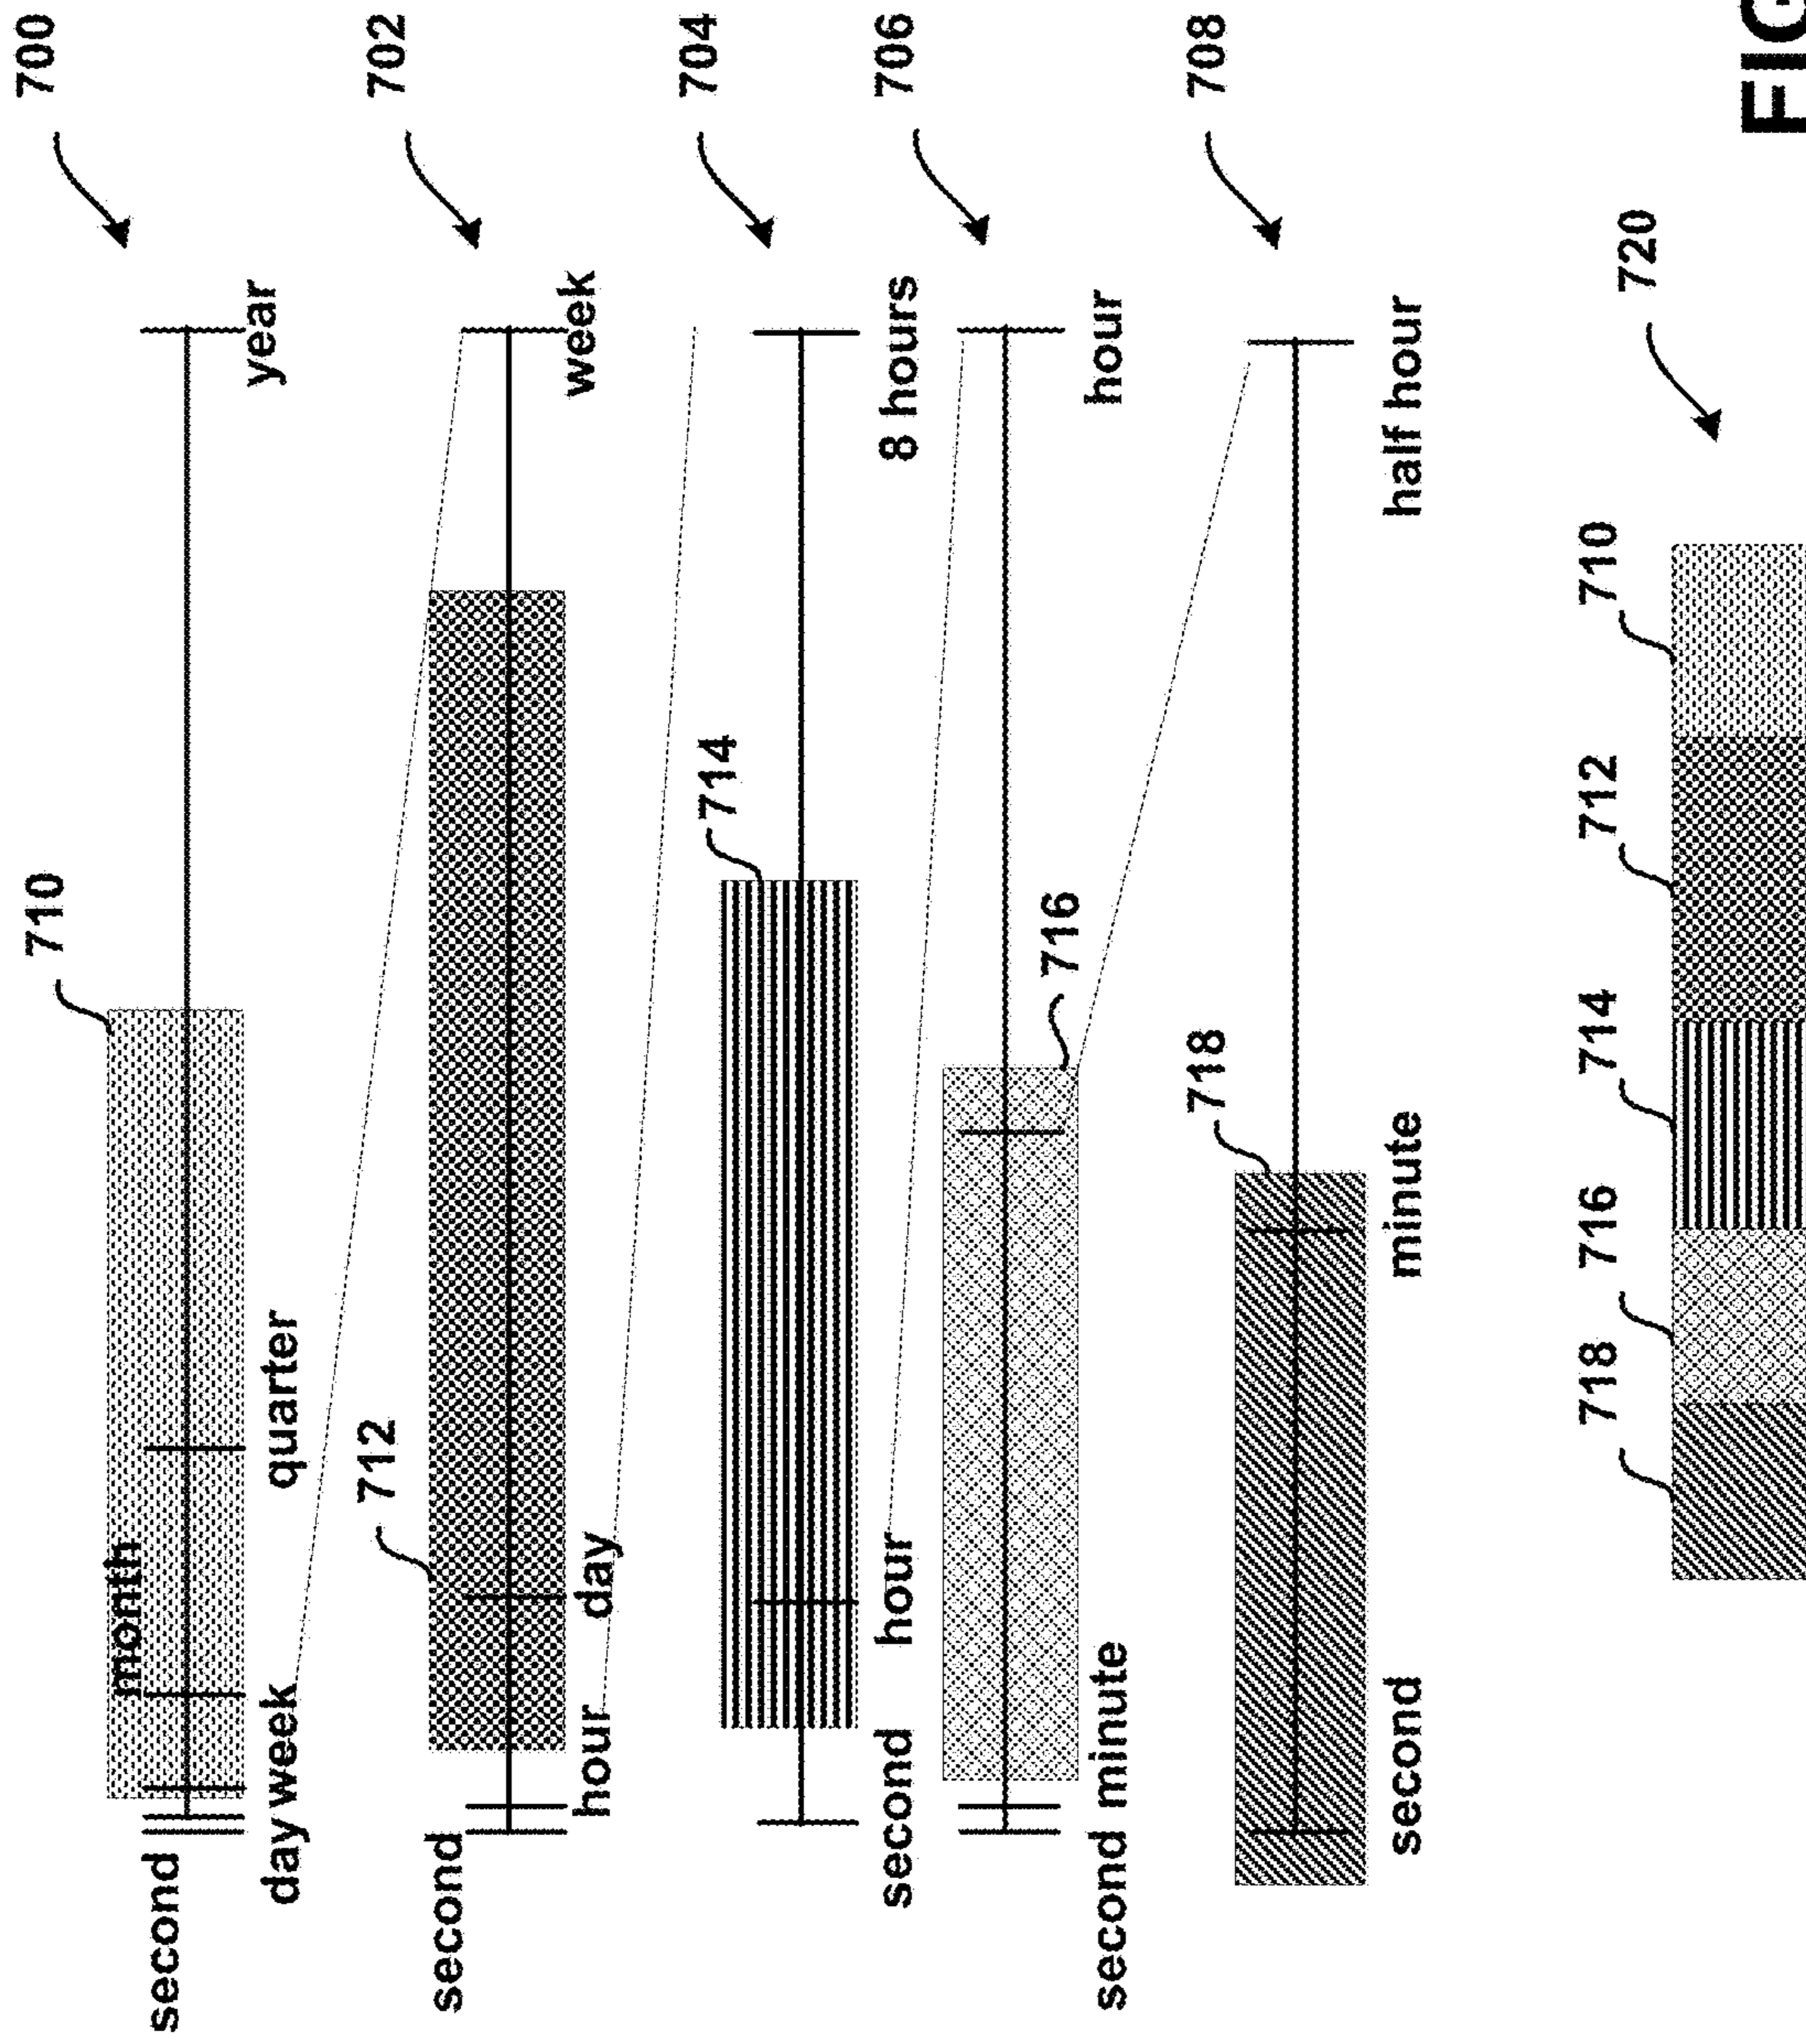 710 700
month
second
day week quarter year
712 702
second
hour day week
714 704
second hour 8 hours 706
716
second minute hour
718 708
second minute half hour
718 716 714 712 710 720
FIG